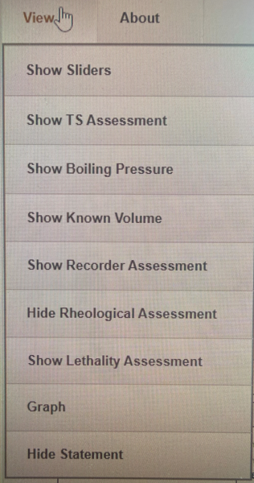 View About
Show Sliders
Show TS Assessment
Show Boiling Pressure
Show Known Volume
Show Recorder Assessment
Hide Rheological Assessment
Show Lethality Assessment
Graph
Hide Statement